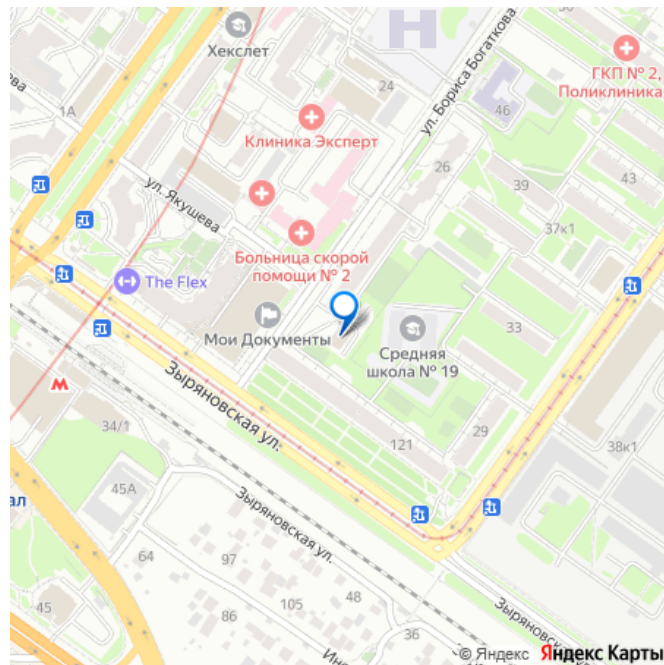 Хекслет
ул. Бориса Богаткова
ГКП № 2,
Поликлиника
24
46
1А
Клиника Эксперт
26
39
43
ул. Якушева
37к1
Больница скорой
помощи № 2
The Flex
Мои Документы
33
Средняя
школа № 19
М
Зыряновская ул.
34/1
121
29
38к1
45А
ал
Зыряновская ул.
64
97
105
48
86
45
36
Зыряновская
© Яндекс Яндекс Карты